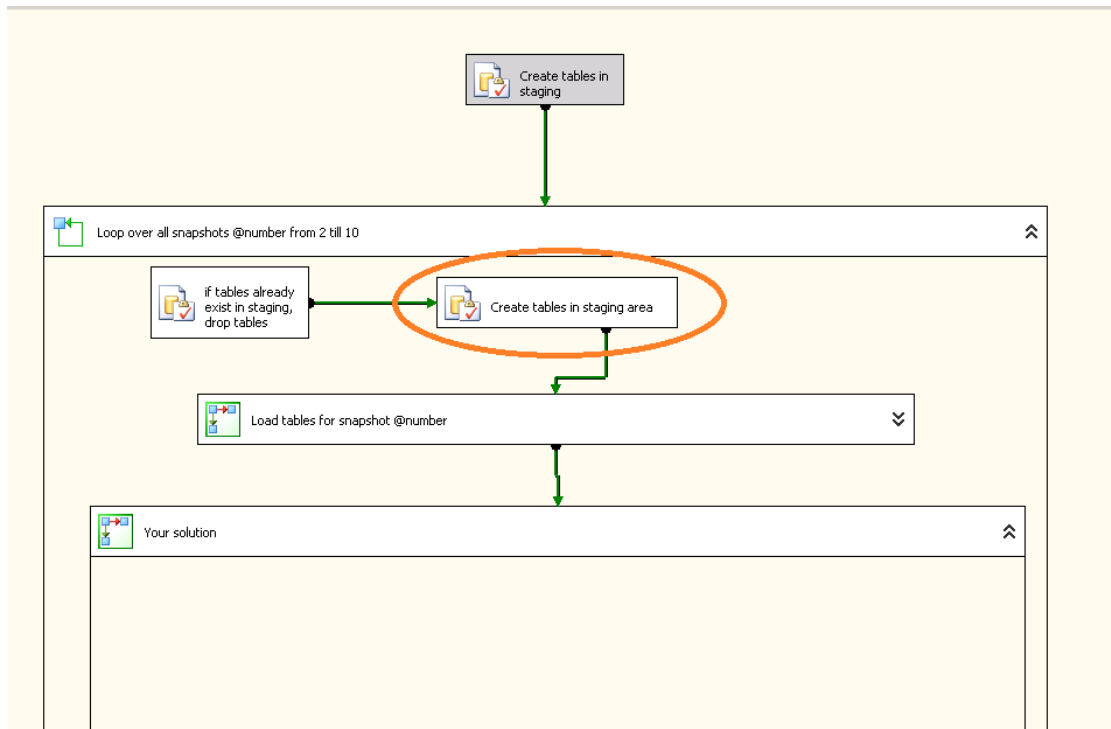 Create tables in
staging
Loop over all snapshots @number from 2 till 10
if tables already
exist in staging,
drop tables
Create tables in staging area
Load tables for snapshot @number
Your solution